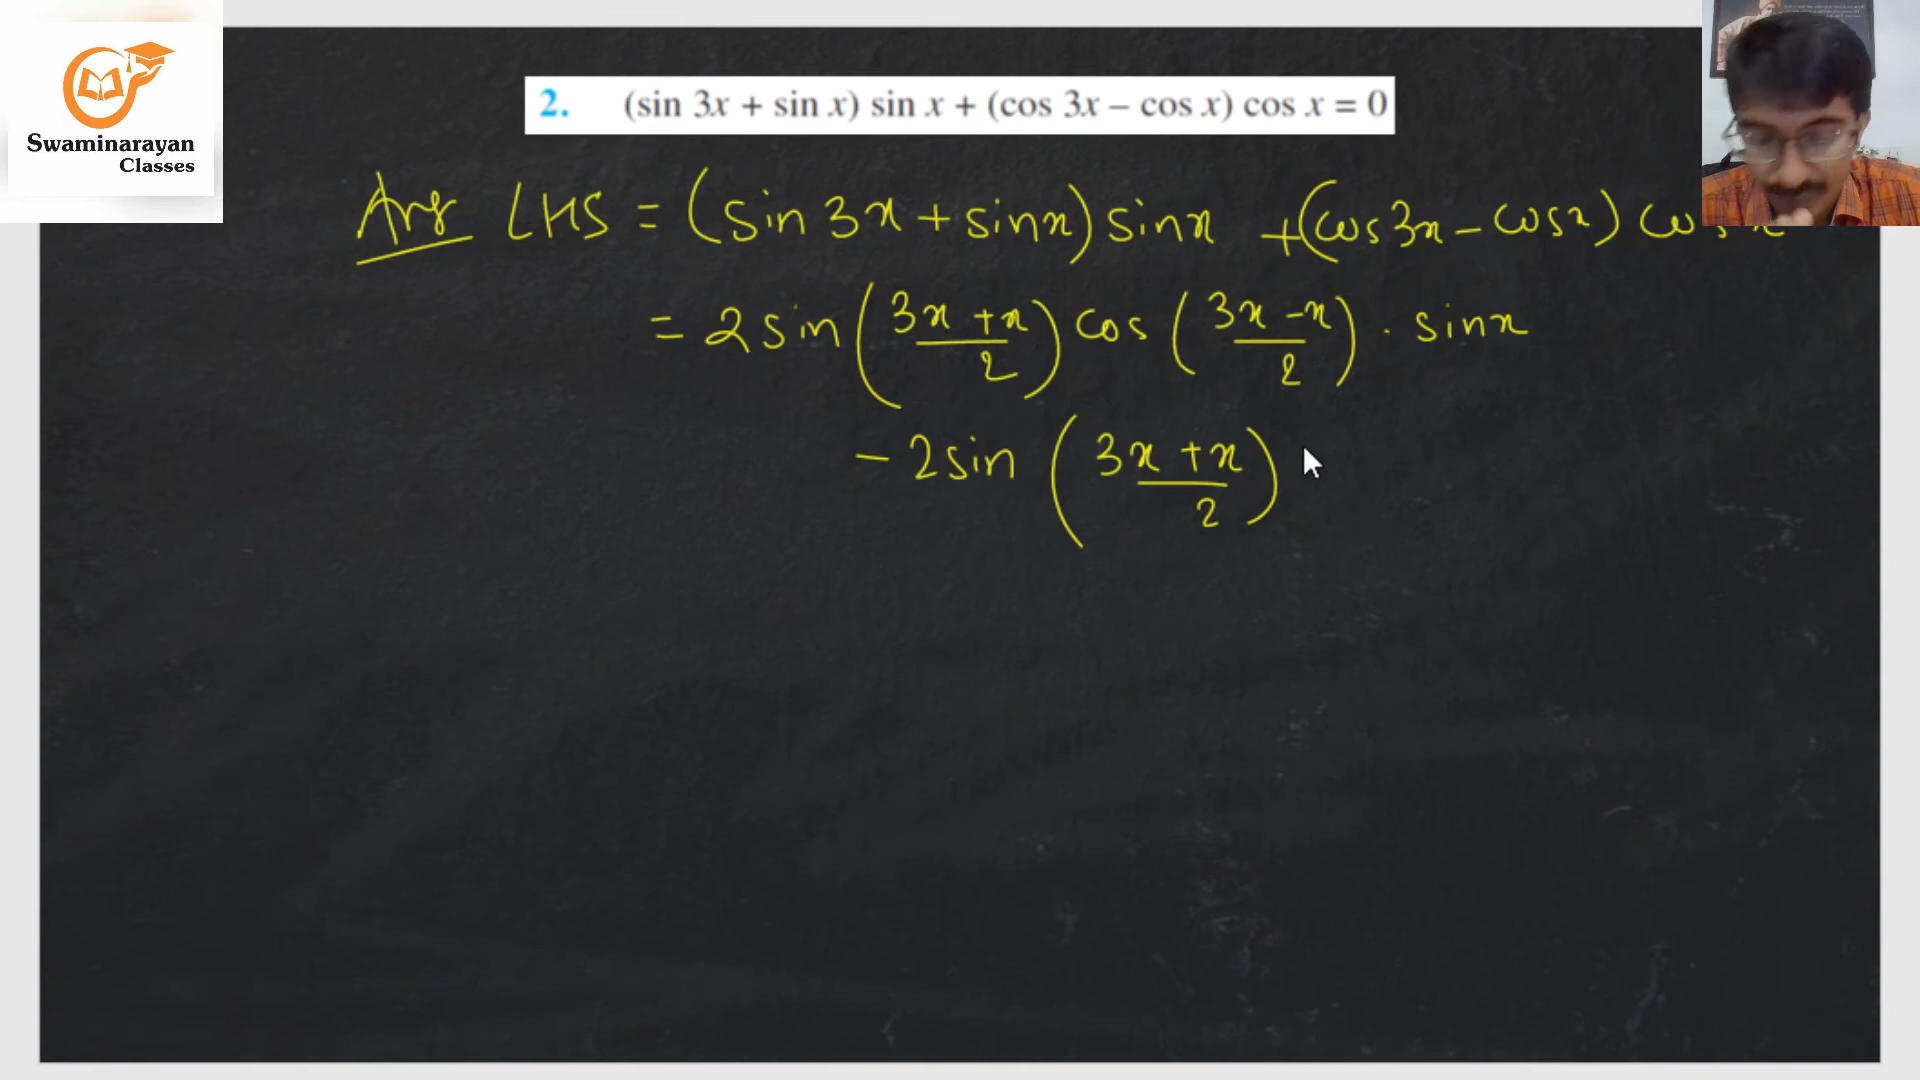 Swaminarayan
Classes
2. (sin 3x + sin x) sin x + (cos 3x – cos x) cos x = 0
Ans LHS = (sin 3x + sin x) sin x + (cos 3x - cos x)
= 2 sin ( (3x + x)/2 ) cos ( (3x - x)/2 ) · sin x
- 2 sin ( (3x + x)/2 )